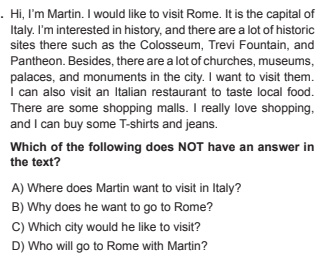 . Hi, I'm Martin. I would like to visit Rome. It is the capital of
Italy. I'm interested in history, and there are a lot of historic
sites there such as the Colosseum, Trevi Fountain, and
Pantheon. Besides, there are a lot of churches, museums,
palaces, and monuments in the city. I want to visit them.
I can also visit an Italian restaurant to taste local food.
There are some shopping malls. I really love shopping,
and I can buy some T-shirts and jeans.
Which of the following does NOT have an answer in
the text?
A) Where does Martin want to visit in Italy?
B) Why does he want to go to Rome?
C) Which city would he like to visit?
D) Who will go to Rome with Martin?